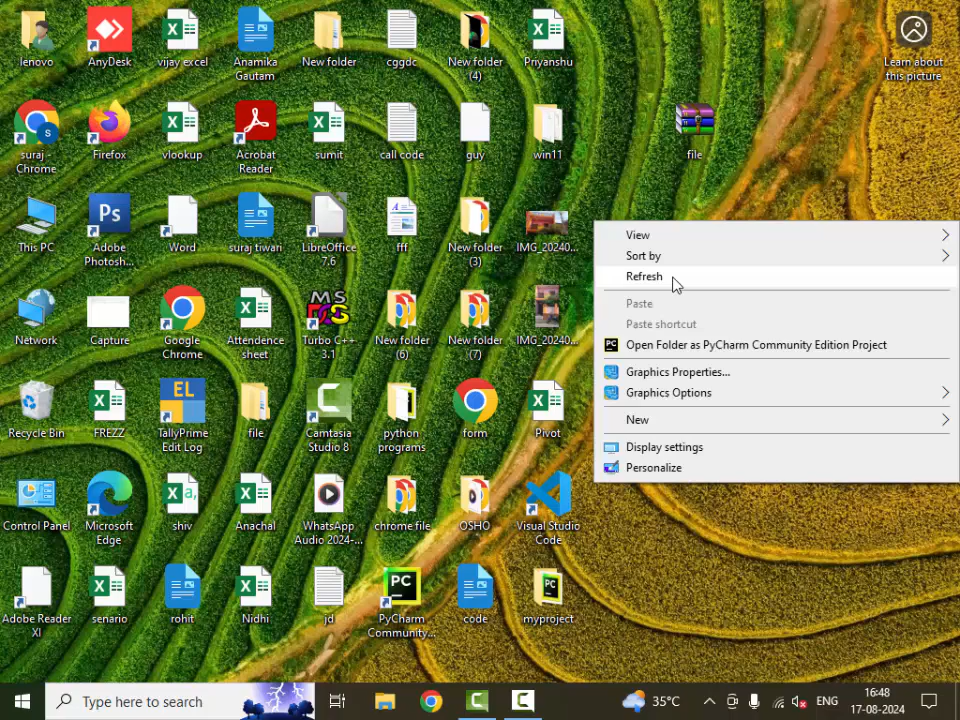 lenovo
AnyDesk
vijay excel
Anamika
Gautam
New folder
cggdc
New folder
(4)
Priyanshu
Learn about
this picture
suraj -
Chrome
Firefox
vlookup
Acrobat
Reader
sumit
call code
guy
win11
file
This PC
Adobe
Photosh...
Word
suraj tiwari
LibreOffice
7.6
fff
New folder
(3)
IMG_20240...
Network
Capture
Google
Chrome
Attendence
sheet
Turbo C++
3.1
New folder
(6)
New folder
(7)
IMG_20240...
Recycle Bin
FREZZ
TallyPrime
Edit Log
file.
Camtasia
Studio 8
python
programs
form
Pivot
Control Panel
Microsoft
Edge
shiv
Anachal
WhatsApp
Audio 2024-...
chrome file
OSHO
Visual Studio
Code
Adobe Reader
XI
senario
rohit
Nidhi
jd
PyCharm
Community...
code
myproject
View
Sort by
Refresh
Paste
Paste shortcut
Open Folder as PyCharm Community Edition Project
Graphics Properties...
Graphics Options
New
Display settings
Personalize
Type here to search
35°C
ENG
16:48
17-08-2024